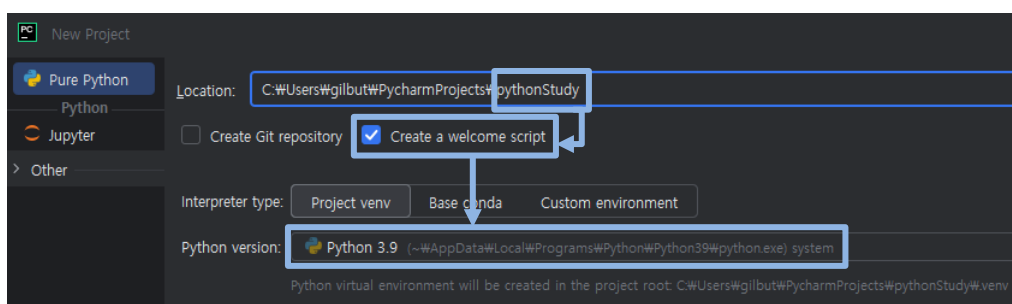 PC
New Project
Pure Python
Python
Jupyter
> Other
Location: C:₩Users₩gilbut₩PycharmProjects₩pythonStudy
Create Git repository Create a welcome script
Interpreter type: Project venv Base conda Custom environment
Python version: Python 3.9 (~₩AppData₩Local₩Programs₩Python₩Python39₩python.exe) system
Python virtual environment will be created in the project root: C:₩Users₩gilbut₩PycharmProjects₩pythonStudy₩.venv